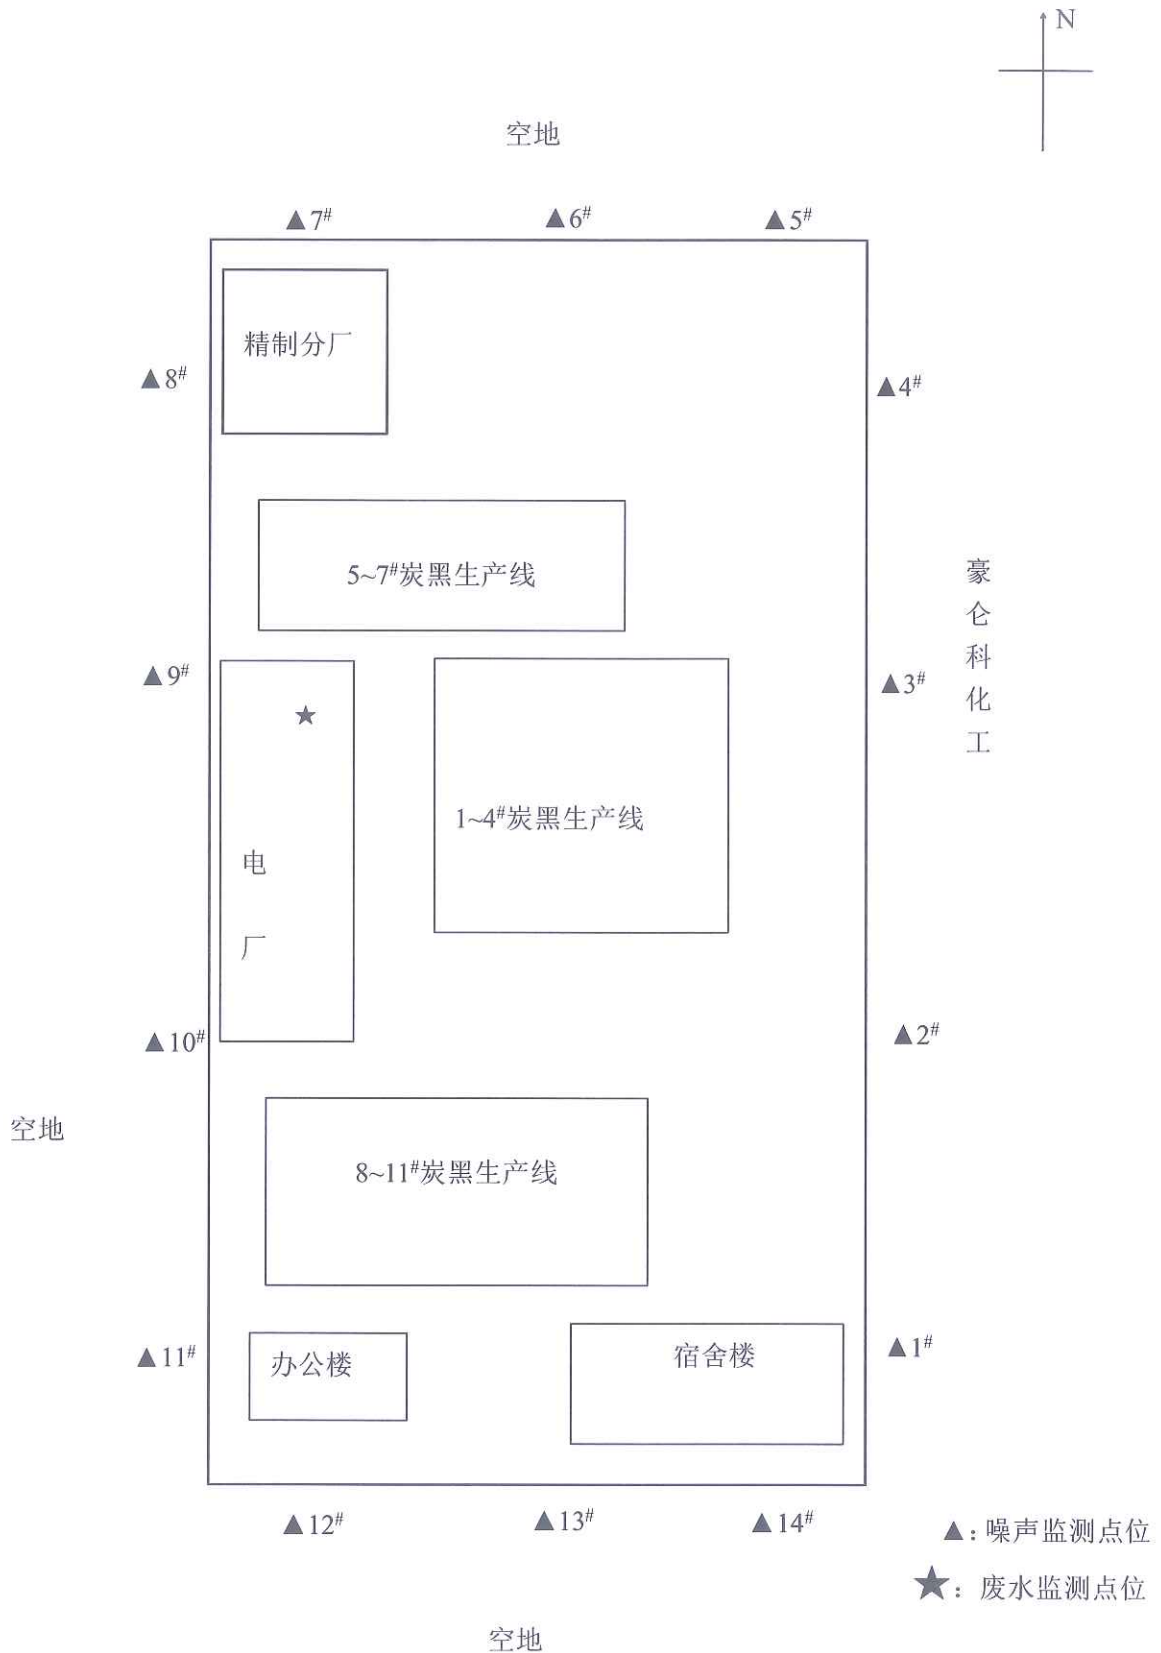 N
空地
▲7#
▲6#
▲5#
精制分厂
▲8#
▲4#
5~7#炭黑生产线
豪仑科化工
▲9#
▲3#
★
1~4#炭黑生产线
电厂
▲10#
▲2#
空地
8~11#炭黑生产线
▲11#
办公楼
宿舍楼
▲1#
▲12#
▲13#
▲14#
▲:噪声监测点位
★:废水监测点位
空地